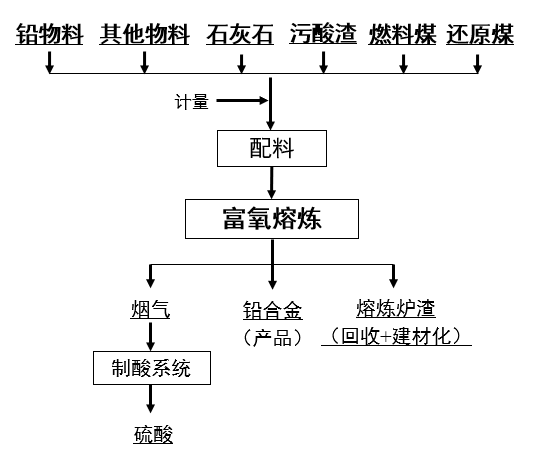 铅物料 其他物料 石灰石 污酸渣 燃料煤 还原煤
计量
配料
富氧熔炼
烟气 铅合金 熔炼炉渣
（产品） （回收+建材化）
制酸系统
硫酸